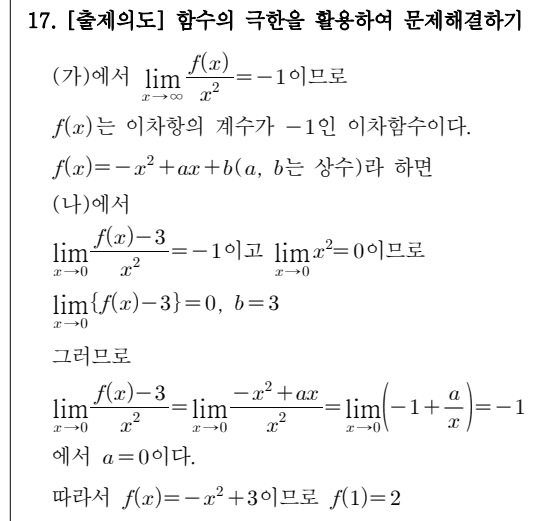 17. [출제의도] 함수의 극한을 활용하여 문제해결하기
(가)에서 lim_{x→∞} f(x)/x² = −1이므로
f(x)는 이차항의 계수가 −1인 이차함수이다.
f(x)=−x²+ax+b(a, b는 상수)라 하면
(나)에서
lim_{x→0} (f(x)−3)/x² = −1이고 lim_{x→0} x²=0이므로
lim_{x→0} {f(x)−3}=0, b=3
그러므로
lim_{x→0} (f(x)−3)/x² = lim_{x→0} (−x²+ax)/x² = lim_{x→0} (−1+a/x) = −1
에서 a=0이다.
따라서 f(x)=−x²+3이므로 f(1)=2